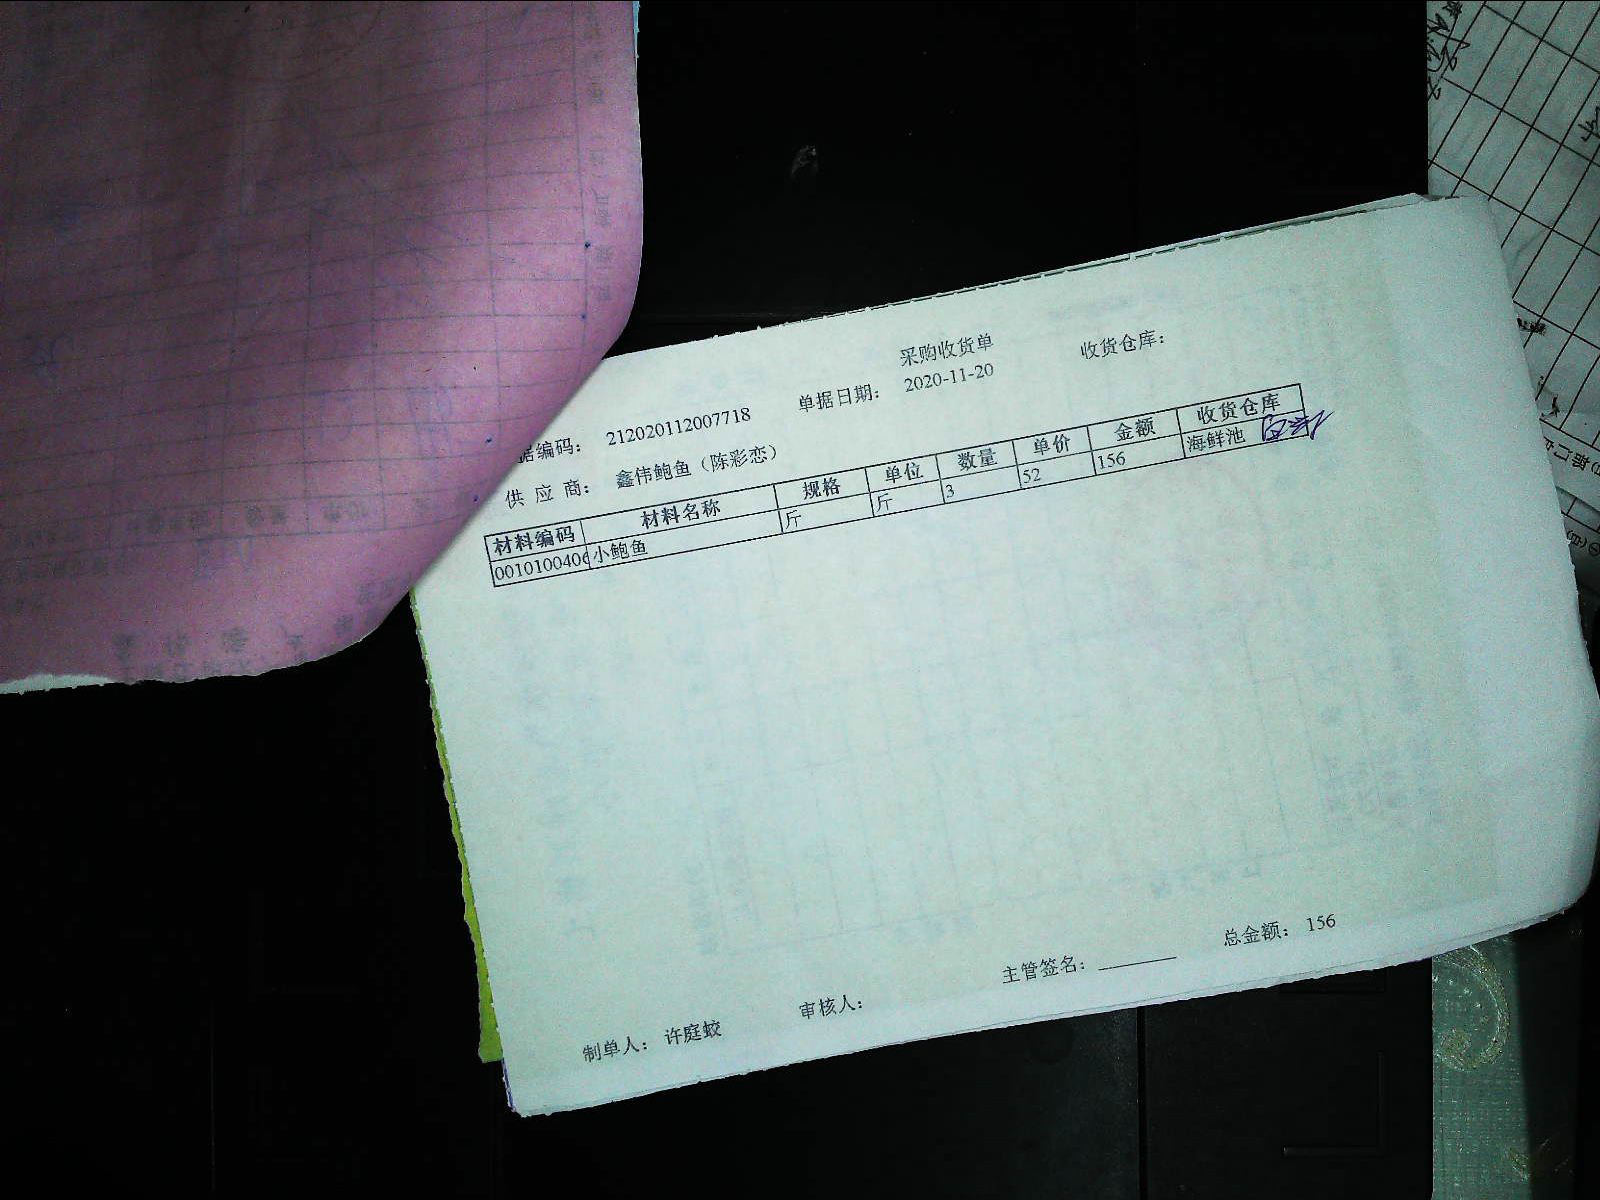 采购收货单
据编码： 212020112007718 单据日期： 2020-11-20 收货仓库：
供 应 商： 鑫伟鲍鱼（陈彩恋）
材料编码 材料名称 规格 单位 数量 单价 金额 收货仓库
001010040 小鲍鱼 斤 斤 3 52 156 海鲜池
制单人： 许庭蛟 审核人： 主管签名： 总金额： 156